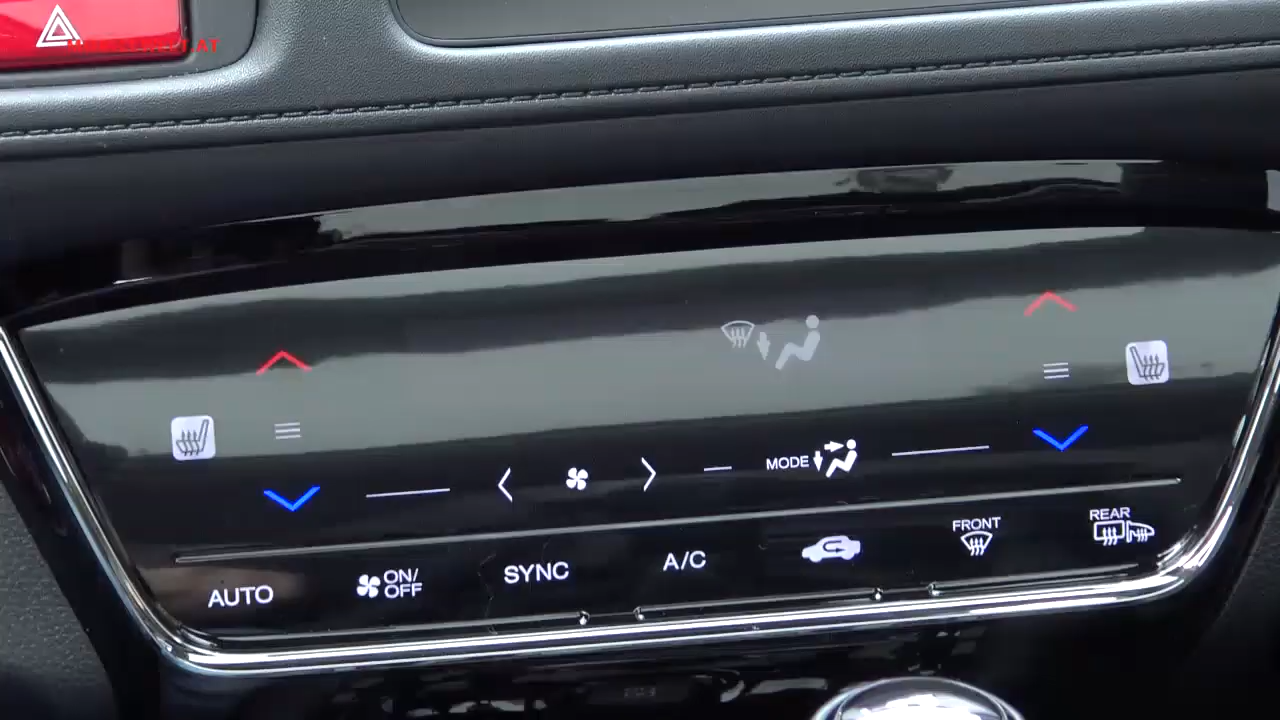 MODE
FRONT
REAR
AUTO
ON/
OFF
SYNC
A/C